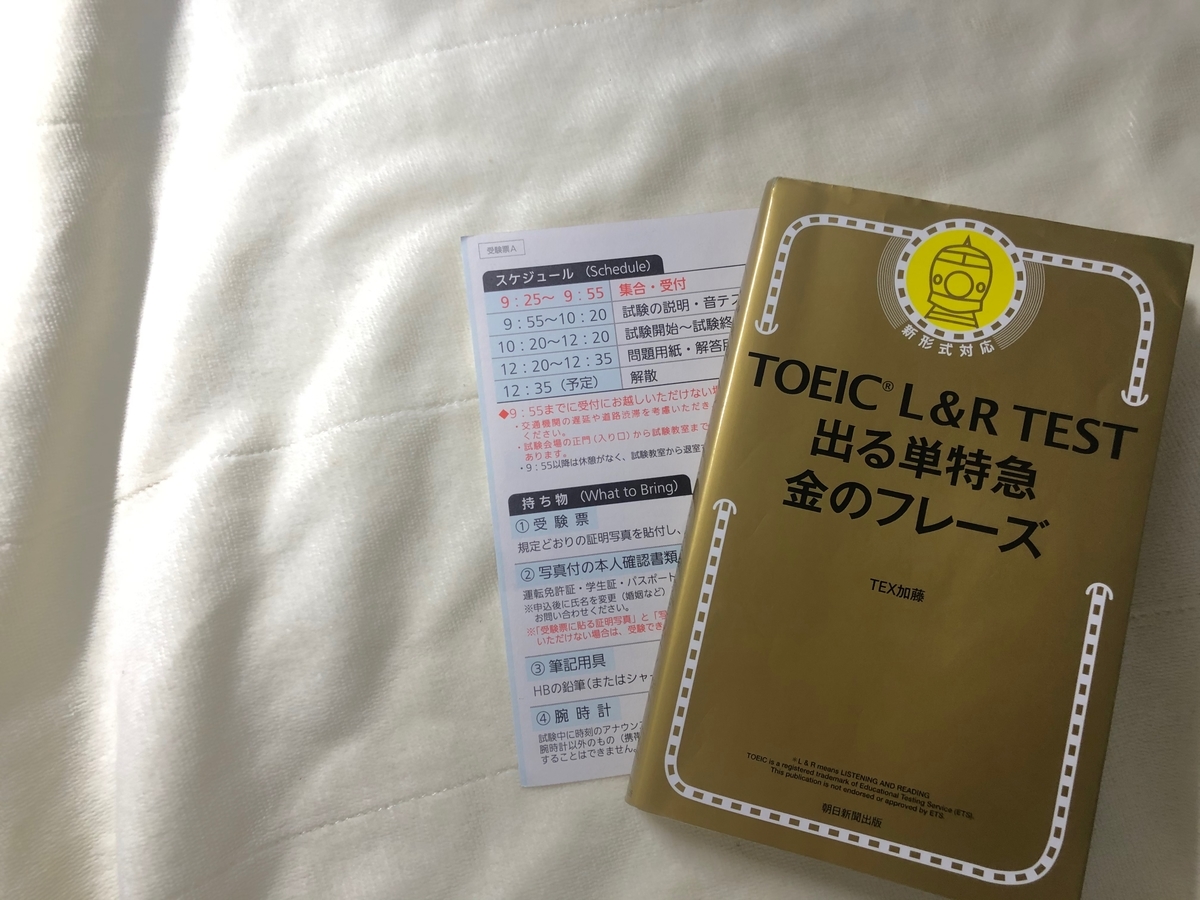 受験票A
スケジュール (Schedule)
9：25～ 9：55 集合・受付
9：55～10：20 試験の説明・音テス
10：20～12：20 試験開始～試験終
12：20～12：35 問題用紙・解答用
12：35（予定） 解散
◆9：55までに受付にお越しいただけない場
・交通機関の遅延や道路渋滞を考慮いただき
ください。
・試験会場の正門（入り口）から試験教室まで
あります。
・9：55以降は休憩がなく、試験教室から退室
持ち物 (What to Bring)
① 受験票
規定どおりの証明写真を貼付し、
② 写真付の本人確認書類
運転免許証・学生証・パスポート
※申込後に氏名を変更（婚姻など）
お問い合わせください。
※「受験票に貼る証明写真」と「写
いただけない場合は、受験でき
③ 筆記用具
HBの鉛筆（またはシャー
④ 腕時計
試験中に時刻のアナウンス
腕時計以外のもの（携帯
することはできません。
新形式対応
TOEIC® L&R TEST
出る単特急
金のフレーズ
TEX加藤
※L & R means LISTENING AND READING
TOEIC is a registered trademark of Educational Testing Service (ETS).
This publication is not endorsed or approved by ETS.
朝日新聞出版